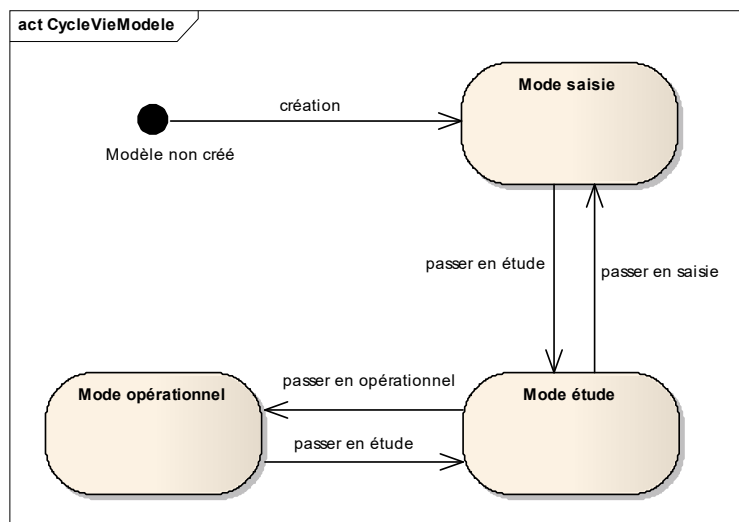 act CycleVieModele
Mode saisie
création
Modèle non créé
passer en étude
passer en saisie
Mode opérationnel
passer en opérationnel
Mode étude
passer en étude